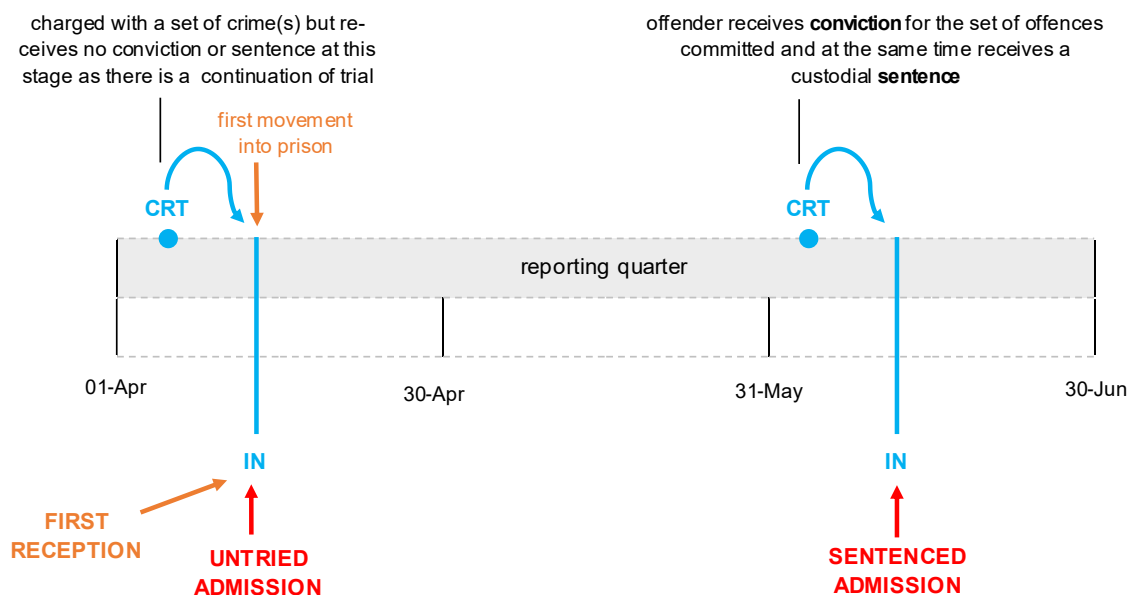 charged with a set of crime(s) but re-
ceives no conviction or sentence at this
stage as there is a continuation of trial
offender receives conviction for the set of offences
committed and at the same time receives a
custodial sentence
first movement
into prison
CRT
CRT
reporting quarter
01-Apr
30-Apr
31-May
30-Jun
IN
IN
FIRST
RECEPTION
UNTRIED
ADMISSION
SENTENCED
ADMISSION